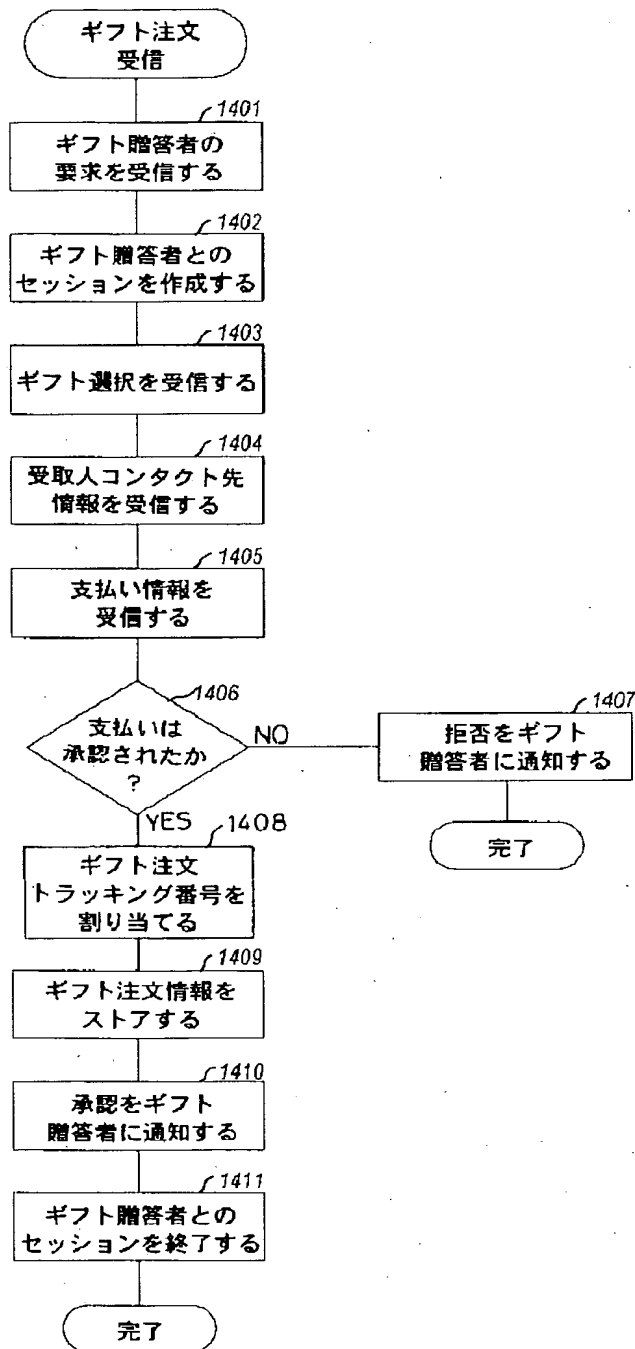 ギフト注文
受信
1401
ギフト贈答者の
要求を受信する
1402
ギフト贈答者との
セッションを作成する
1403
ギフト選択を受信する
1404
受取人コンタクト先
情報を受信する
1405
支払い情報を
受信する
1406
支払いは
承認されたか
?
NO
1407
拒否をギフト
贈答者に通知する
完了
YES
1408
ギフト注文
トラッキング番号を
割り当てる
1409
ギフト注文情報を
ストアする
1410
承認をギフト
贈答者に通知する
1411
ギフト贈答者との
セッションを終了する
完了